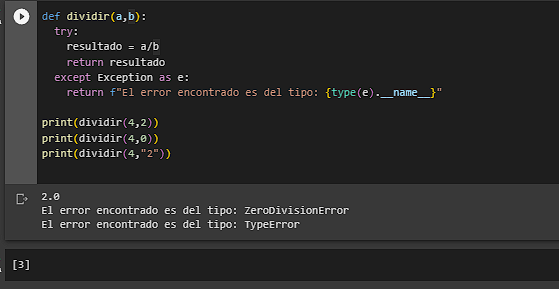 def dividir(a,b):
  try:
    resultado = a/b
    return resultado
  except Exception as e:
    return f"El error encontrado es del tipo: {type(e).__name__}"

print(dividir(4,2))
print(dividir(4,0))
print(dividir(4,"2"))
2.0
El error encontrado es del tipo: ZeroDivisionError
El error encontrado es del tipo: TypeError
[3]